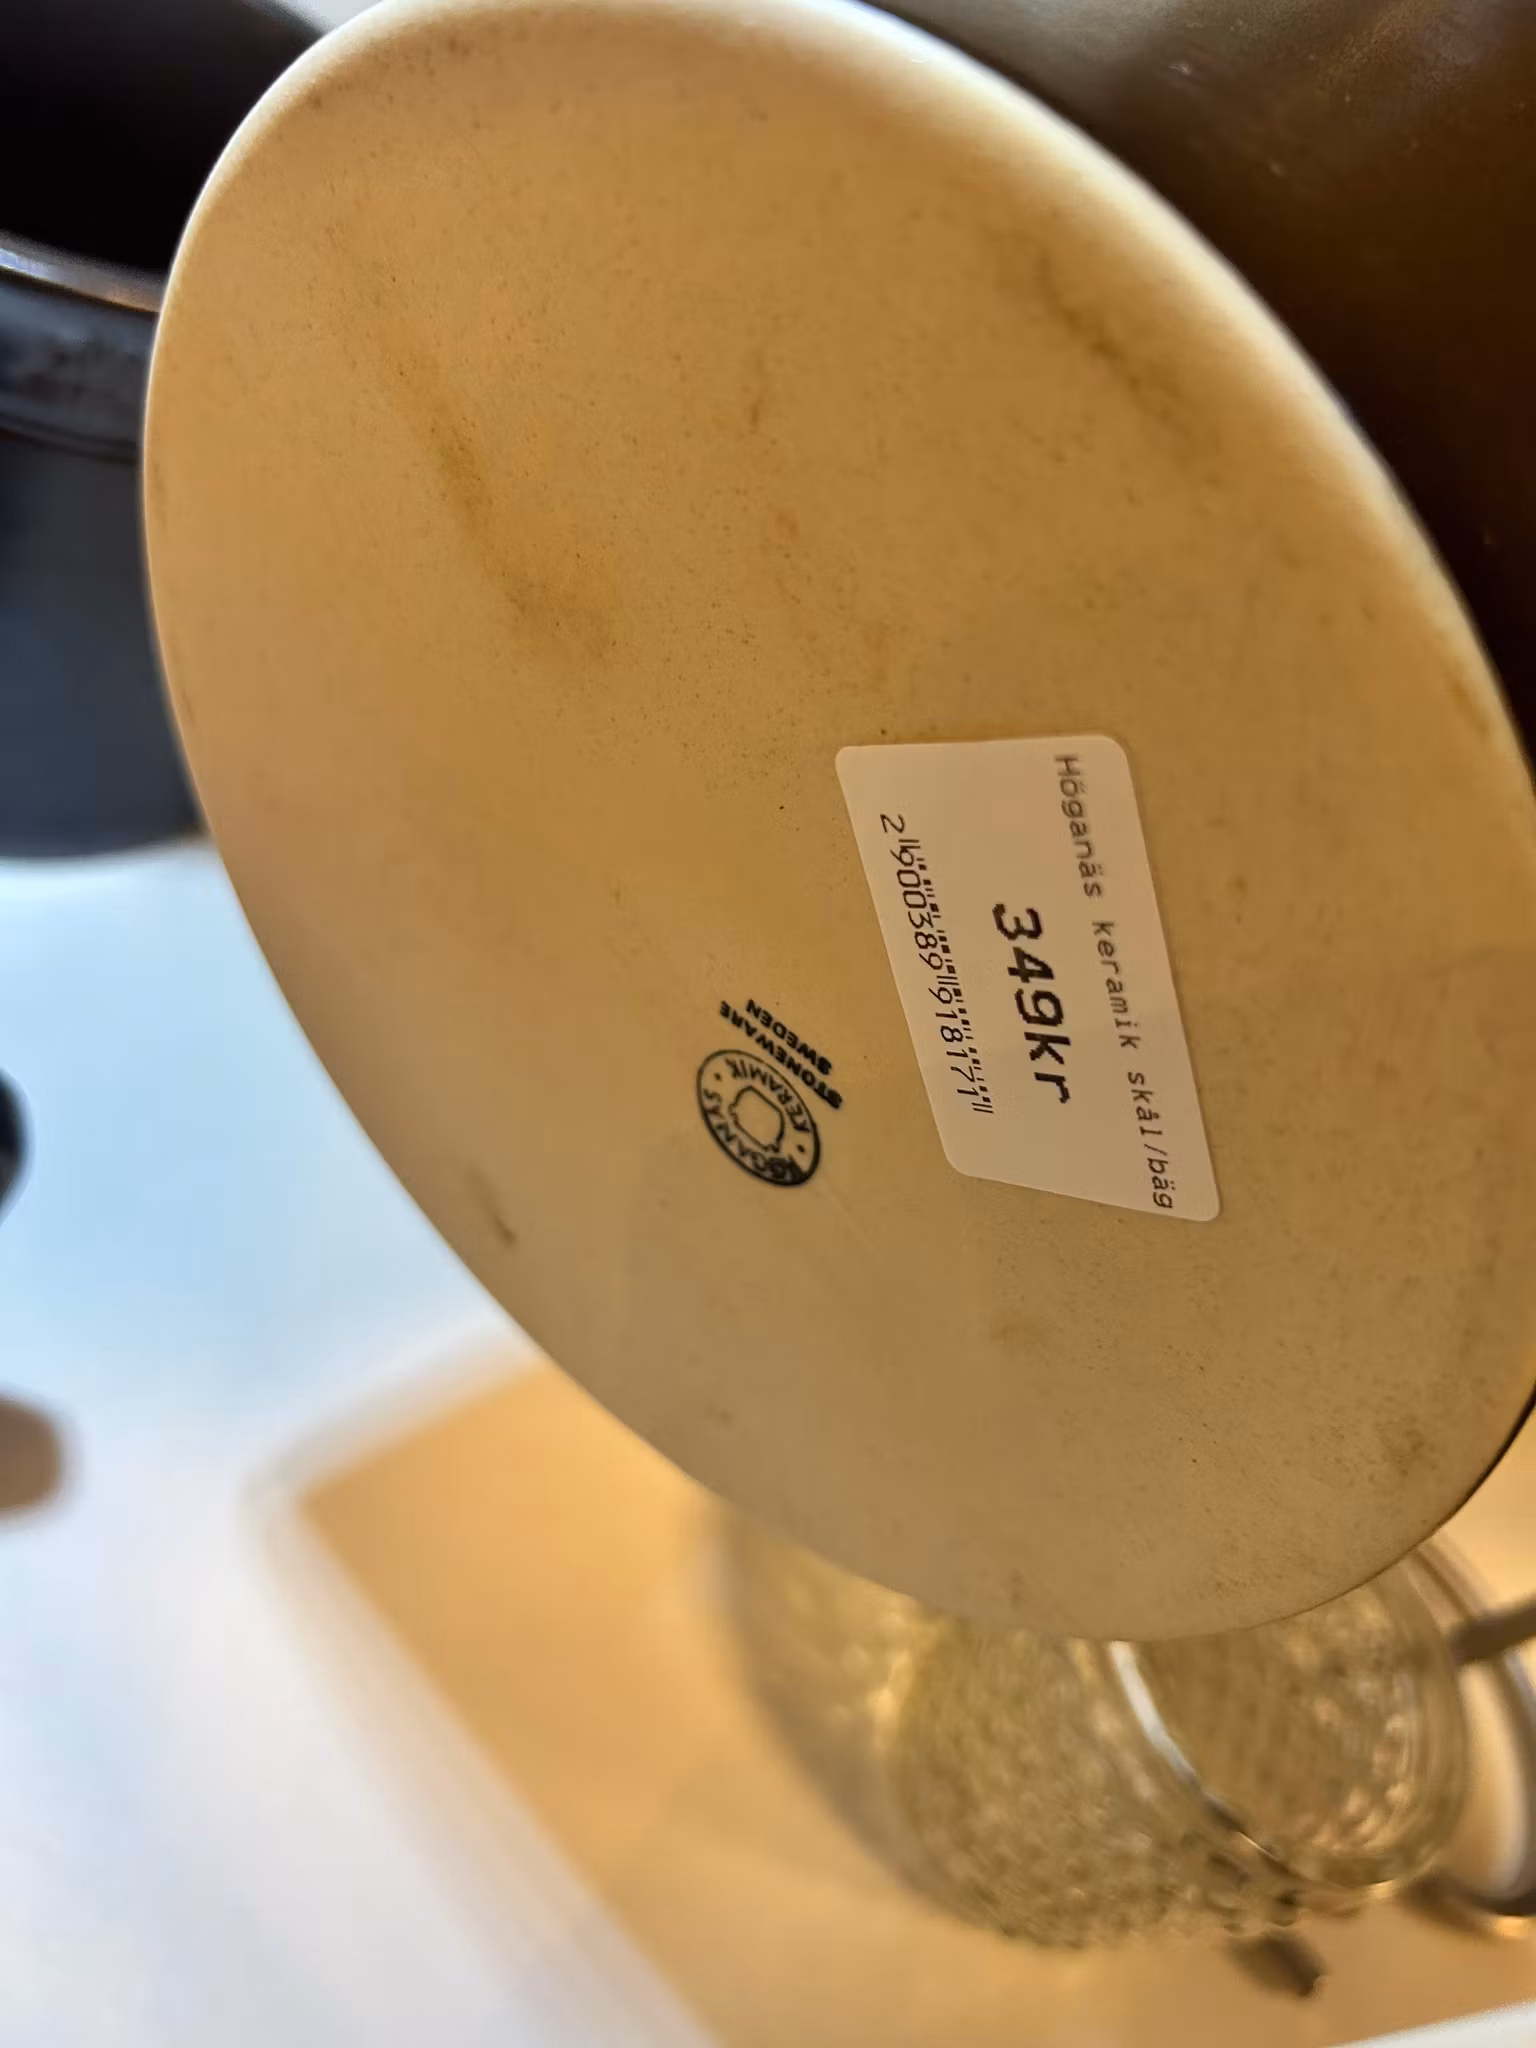 Höganäs keramik skål/bäg
349kr
2 900389 918171
HÖGANÄS · KERAMIK ·
STONEWARE
SWEDEN